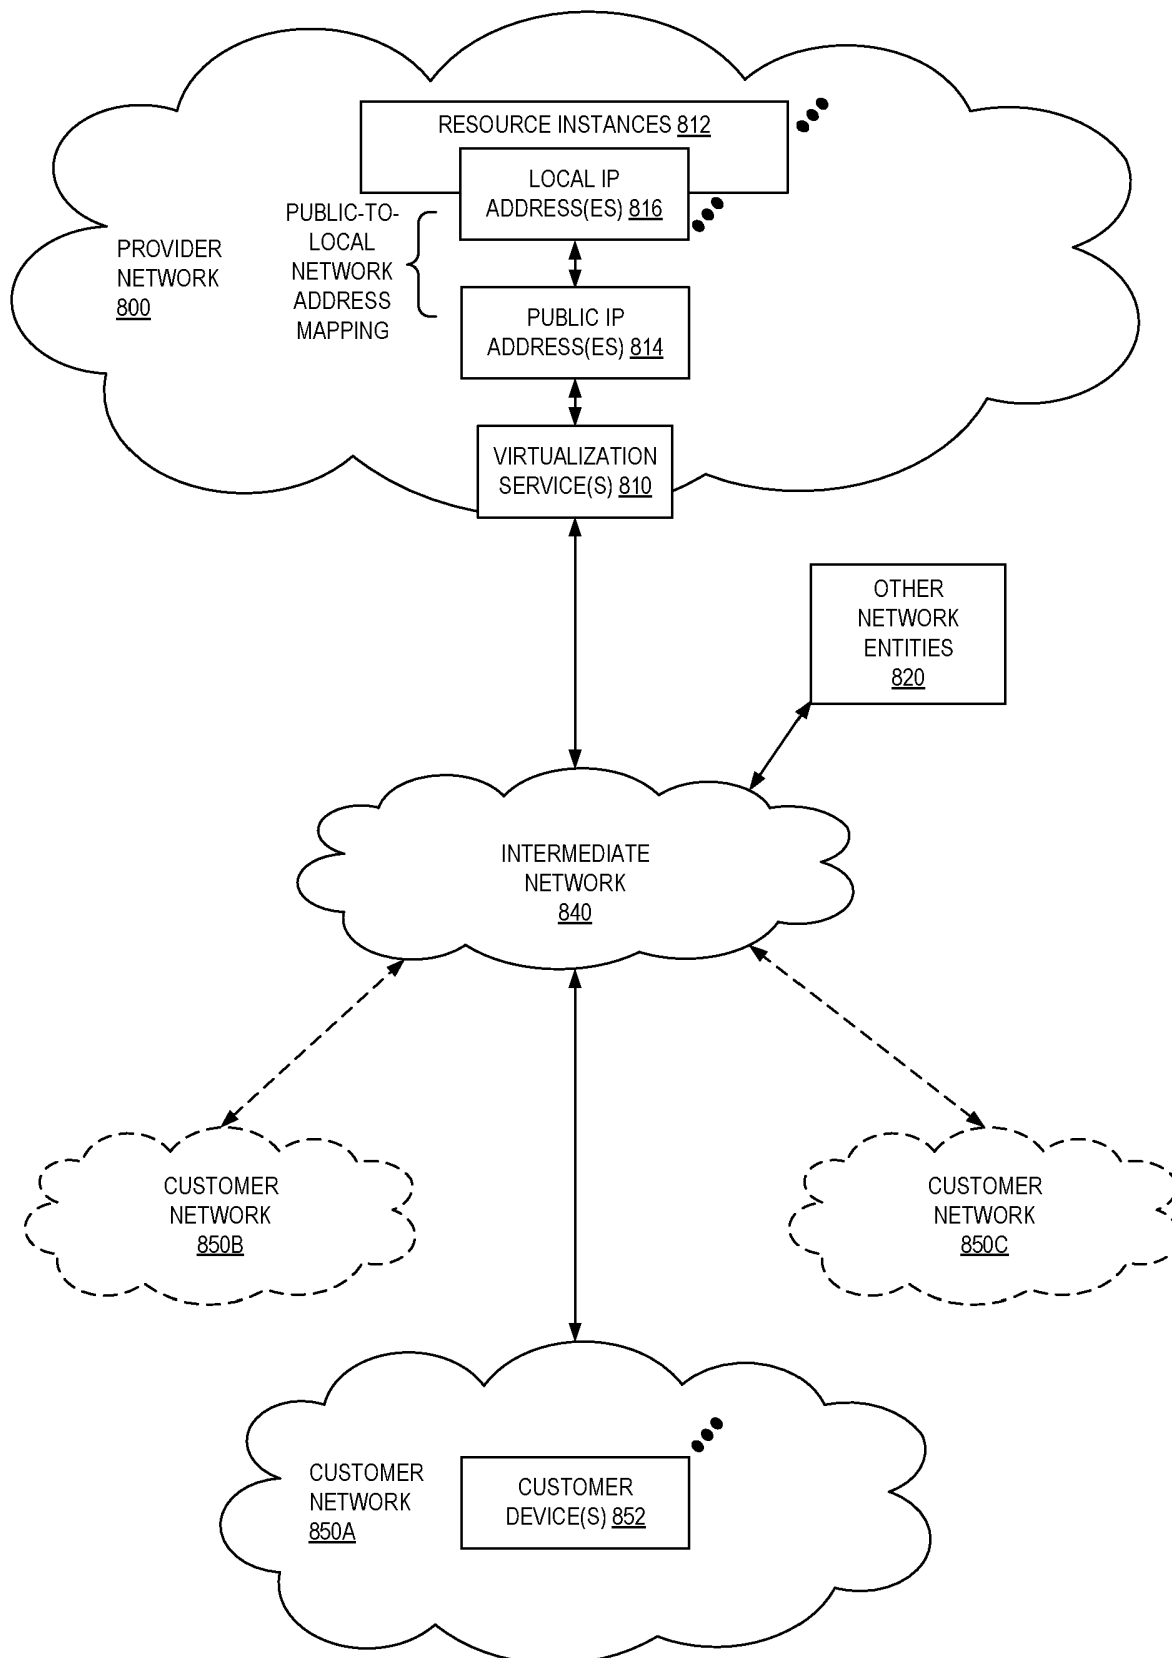 RESOURCE INSTANCES 812
LOCAL IP
ADDRESS(ES) 816
PUBLIC-TO-
LOCAL
NETWORK
ADDRESS
MAPPING
PROVIDER
NETWORK
800
PUBLIC IP
ADDRESS(ES) 814
VIRTUALIZATION
SERVICE(S) 810
OTHER
NETWORK
ENTITIES
820
INTERMEDIATE
NETWORK
840
CUSTOMER
NETWORK
850B
CUSTOMER
NETWORK
850C
CUSTOMER
NETWORK
850A
CUSTOMER
DEVICE(S) 852